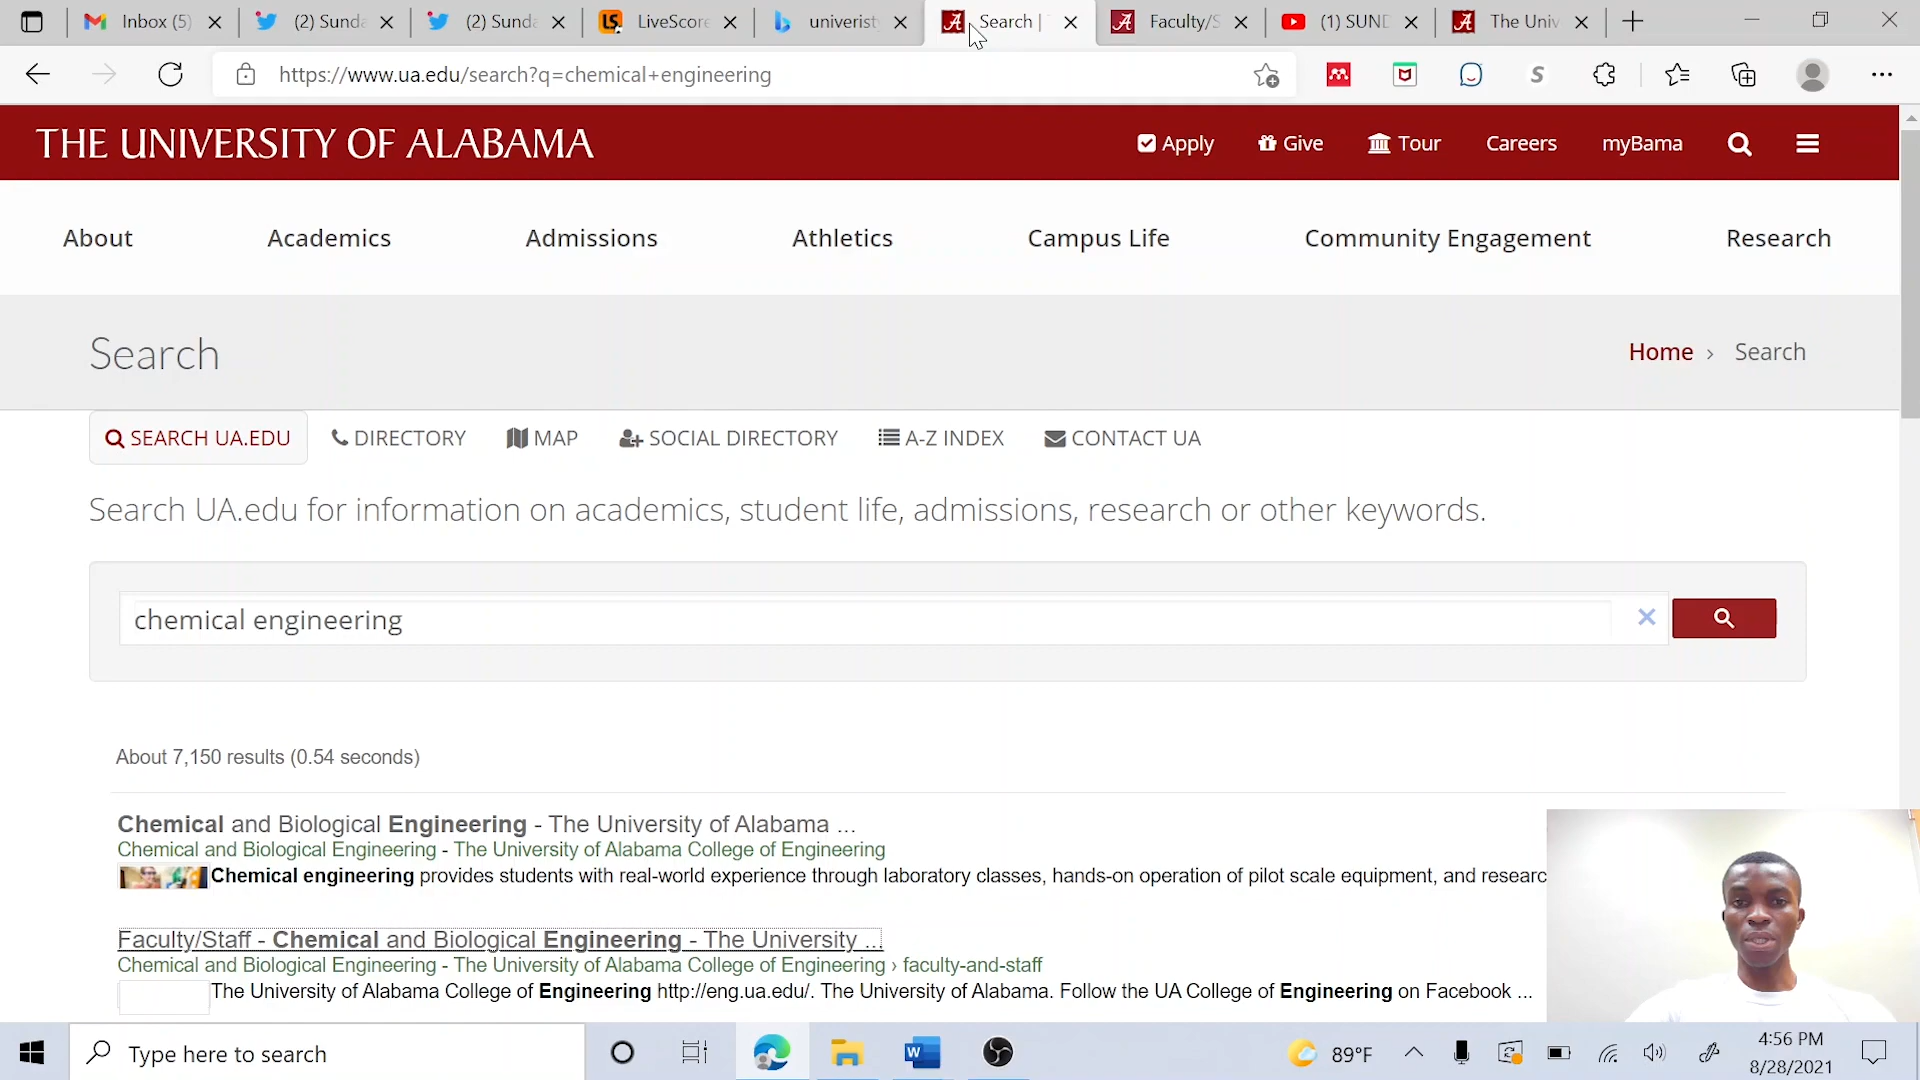 Inbox (5)
(2) Sunda
(2) Sunda
LiveScore
univerist
Search |
Faculty/S
(1) SUND
The Univ
https://www.ua.edu/search?q=chemical+engineering
THE UNIVERSITY OF ALABAMA
Apply
Give
Tour
Careers
myBama
About
Academics
Admissions
Athletics
Campus Life
Community Engagement
Research
Search
Home › Search
SEARCH UA.EDU
DIRECTORY
MAP
SOCIAL DIRECTORY
A-Z INDEX
CONTACT UA
Search UA.edu for information on academics, student life, admissions, research or other keywords.
chemical engineering
About 7,150 results (0.54 seconds)
Chemical and Biological Engineering - The University of Alabama ...
Chemical and Biological Engineering - The University of Alabama College of Engineering
Chemical engineering provides students with real-world experience through laboratory classes, hands-on operation of pilot scale equipment, and researc
Faculty/Staff - Chemical and Biological Engineering - The University ...
Chemical and Biological Engineering - The University of Alabama College of Engineering › faculty-and-staff
The University of Alabama College of Engineering http://eng.ua.edu/. The University of Alabama. Follow the UA College of Engineering on Facebook ...
Type here to search
89°F
4:56 PM
8/28/2021